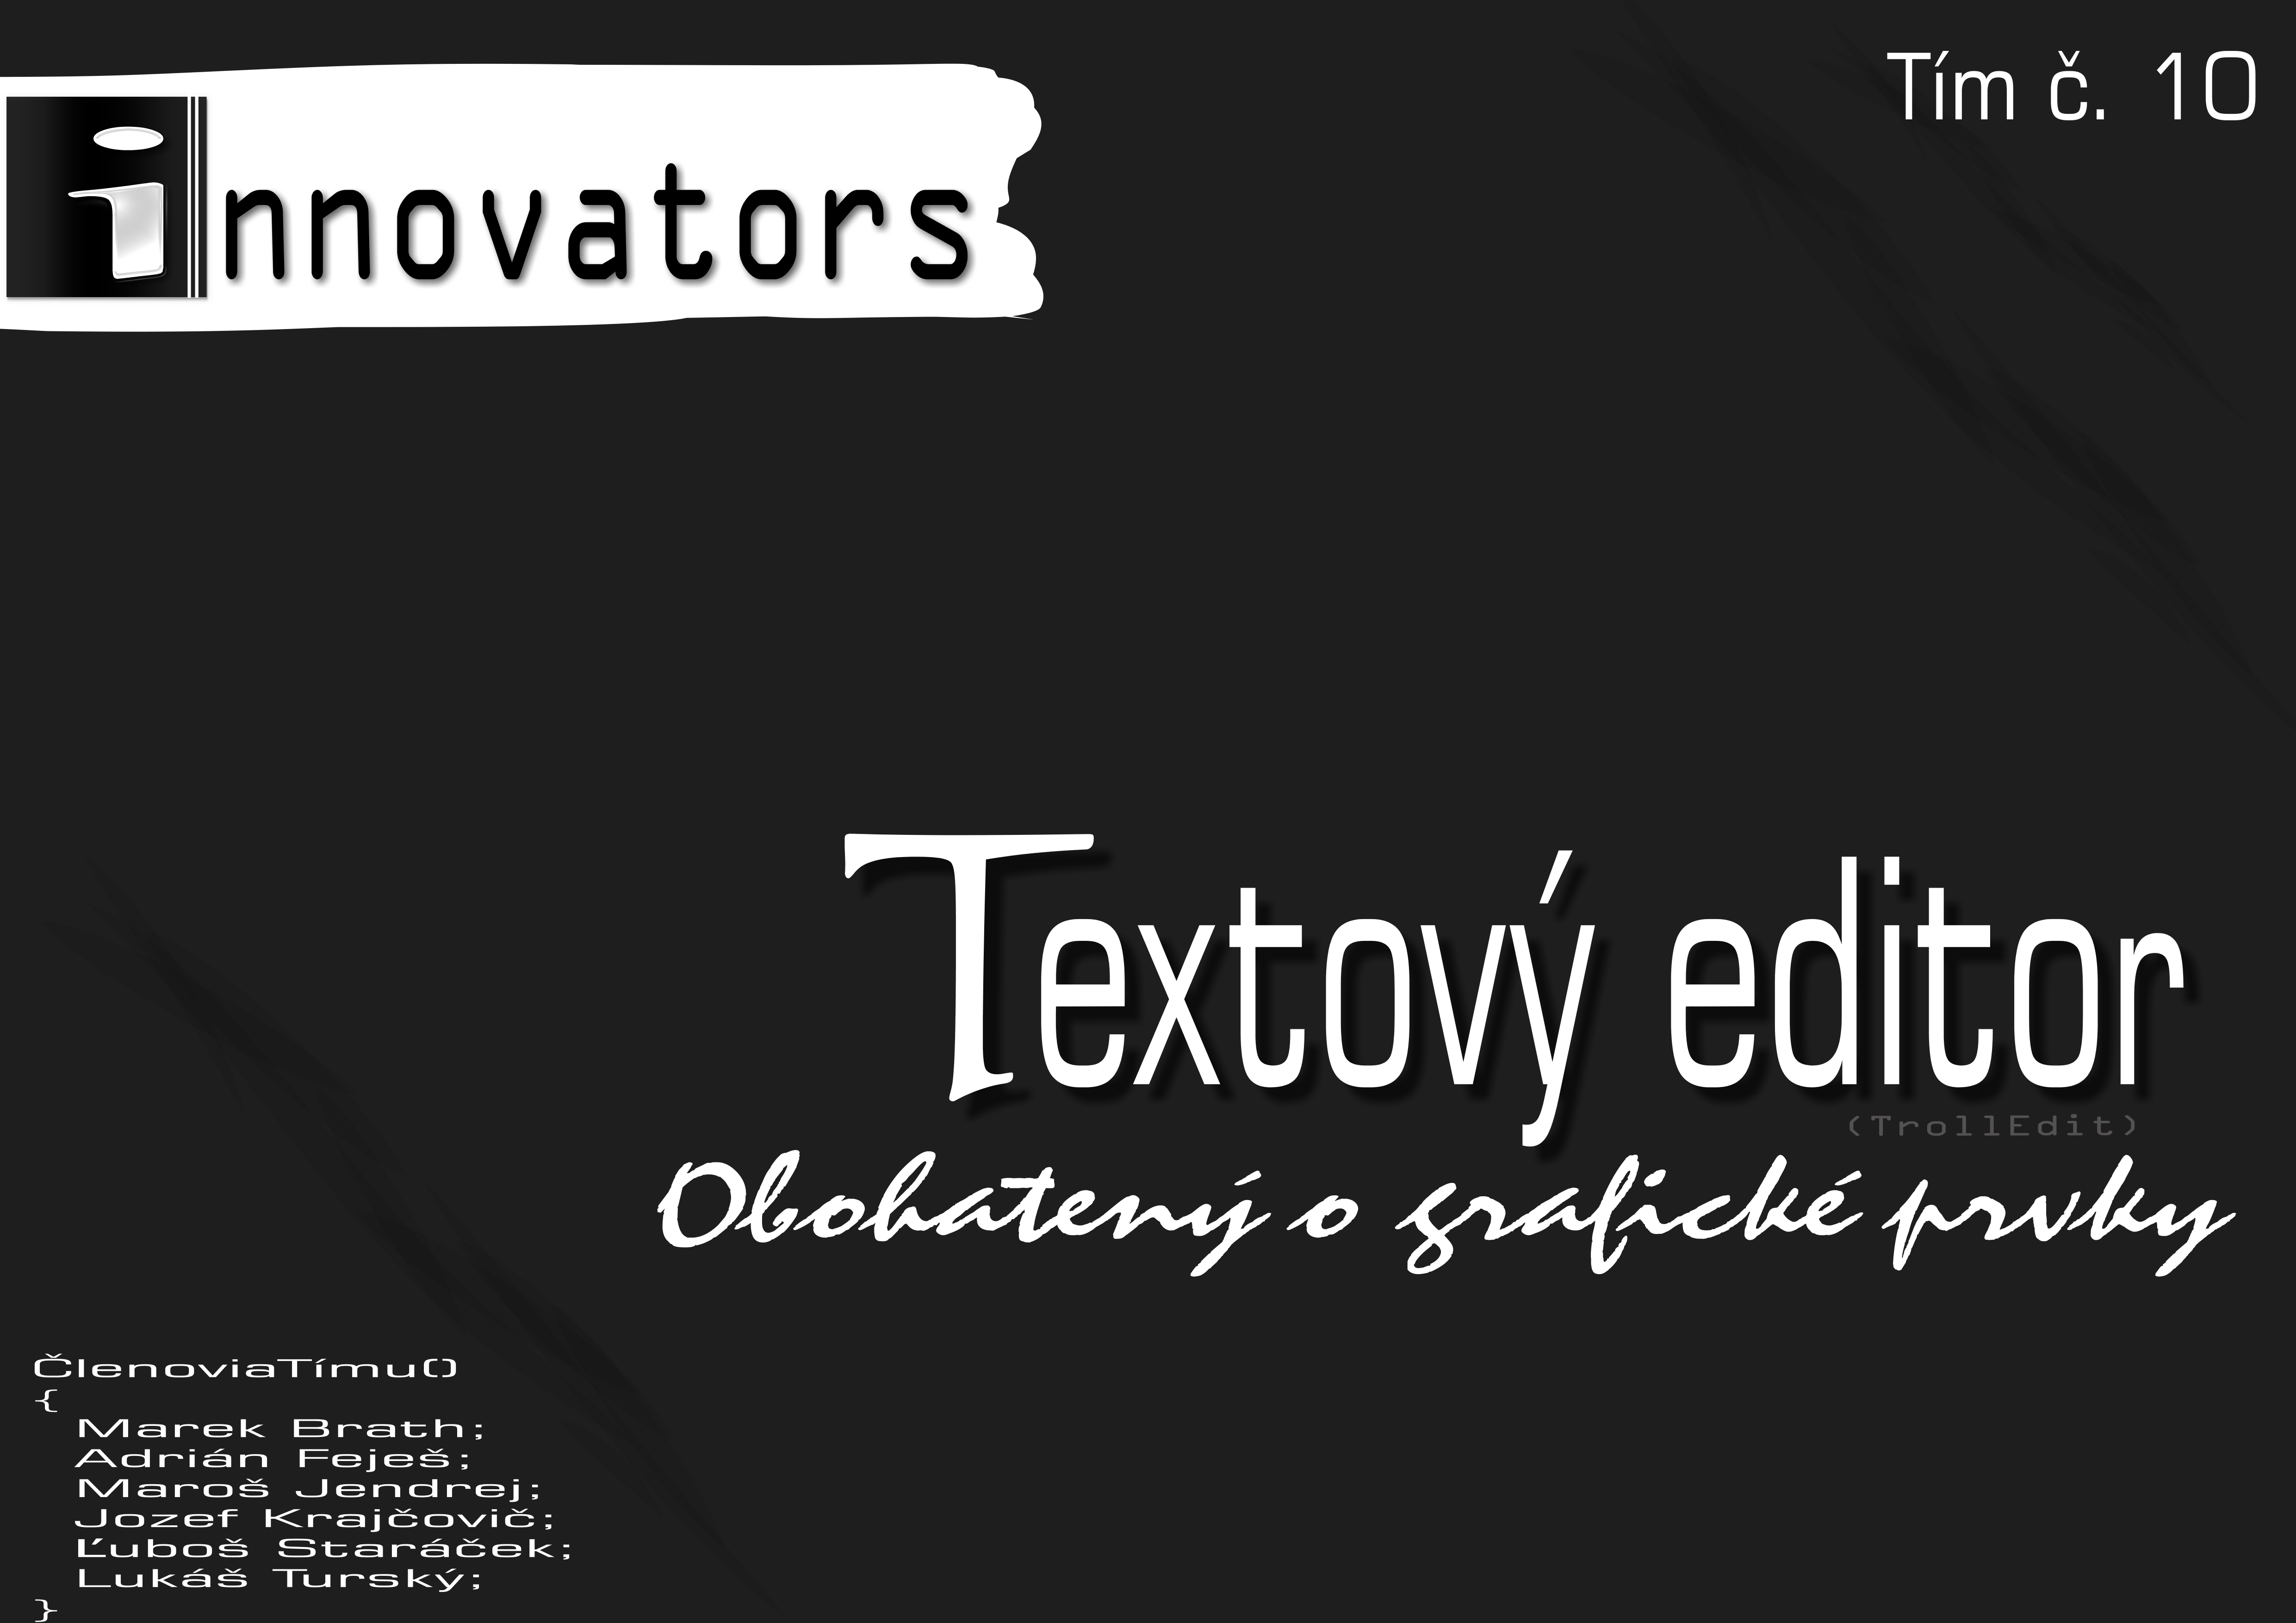 innovators
Tím č. 10
Textový editor
(TrollEdit)
Obohatený o grafické prvky
ČlenoviaTímu()
{
Marek Brath;
Adrián Feješ;
Maroš Jendrej;
Jozef Krajčovič;
Ľuboš Staráček;
Lukáš Turský;
}